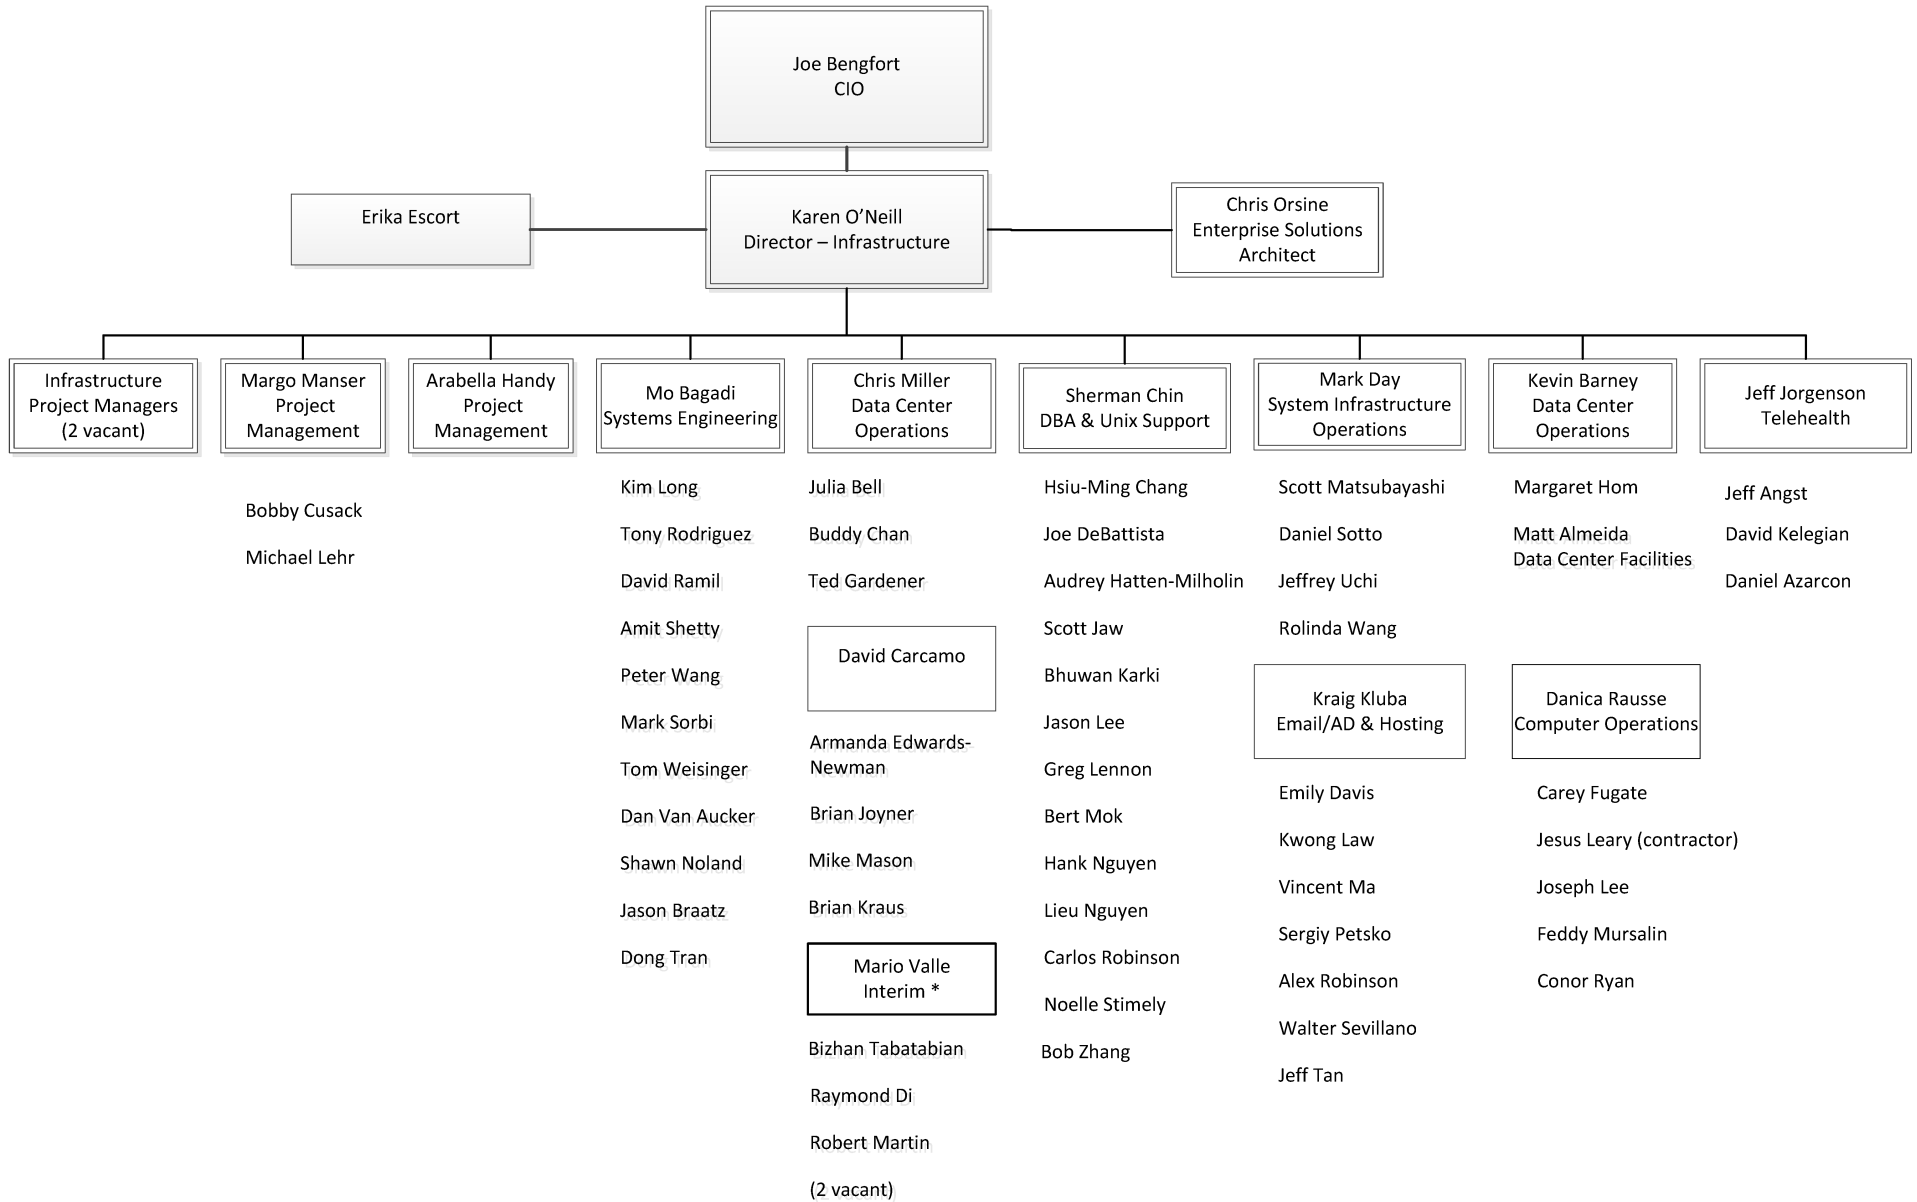 Joe Bengfort
CIO
Erika Escort
Karen O’Neill
Director – Infrastructure
Chris Orsine
Enterprise Solutions
Architect
Infrastructure
Project Managers
(2 vacant)
Margo Manser
Project
Management
Bobby Cusack
Michael Lehr
Arabella Handy
Project
Management
Mo Bagadi
Systems Engineering
Kim Long
Tony Rodriguez
David Ramil
Amit Shetty
Peter Wang
Mark Sorbi
Tom Weisinger
Dan Van Aucker
Shawn Noland
Jason Braatz
Dong Tran
Chris Miller
Data Center
Operations
Julia Bell
Buddy Chan
Ted Gardener
David Carcamo
Armanda Edwards-
Newman
Brian Joyner
Mike Mason
Brian Kraus
Mario Valle
Interim *
Bizhan Tabatabian
Raymond Di
Robert Martin
(2 vacant)
Sherman Chin
DBA & Unix Support
Hsiu-Ming Chang
Joe DeBattista
Audrey Hatten-Milholin
Scott Jaw
Bhuwan Karki
Jason Lee
Greg Lennon
Bert Mok
Hank Nguyen
Lieu Nguyen
Carlos Robinson
Noelle Stimely
Bob Zhang
Mark Day
System Infrastructure
Operations
Scott Matsubayashi
Daniel Sotto
Jeffrey Uchi
Rolinda Wang
Kraig Kluba
Email/AD & Hosting
Emily Davis
Kwong Law
Vincent Ma
Sergiy Petsko
Alex Robinson
Walter Sevillano
Jeff Tan
Kevin Barney
Data Center
Operations
Margaret Hom
Matt Almeida
Data Center Facilities
Danica Rausse
Computer Operations
Carey Fugate
Jesus Leary (contractor)
Joseph Lee
Feddy Mursalin
Conor Ryan
Jeff Jorgenson
Telehealth
Jeff Angst
David Kelegian
Daniel Azarcon